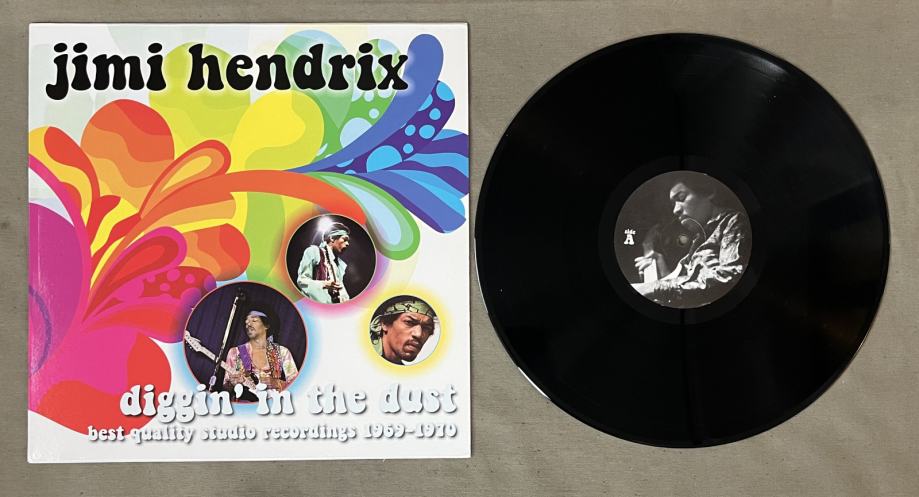 jimi hendrix
diggin' in the dust
best quality studio recordings 1969-1970
side
A